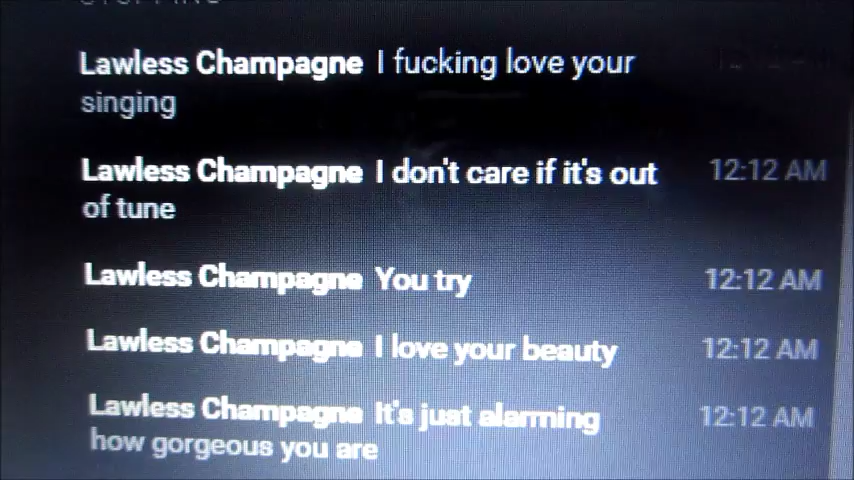 Lawless Champagne I fucking love your
singing
Lawless Champagne I don't care if it's out 12:12 AM
of tune
Lawless Champagne You try 12:12 AM
Lawless Champagne I love your beauty 12:12 AM
Lawless Champagne It's just alarming 12:12 AM
how gorgeous you are